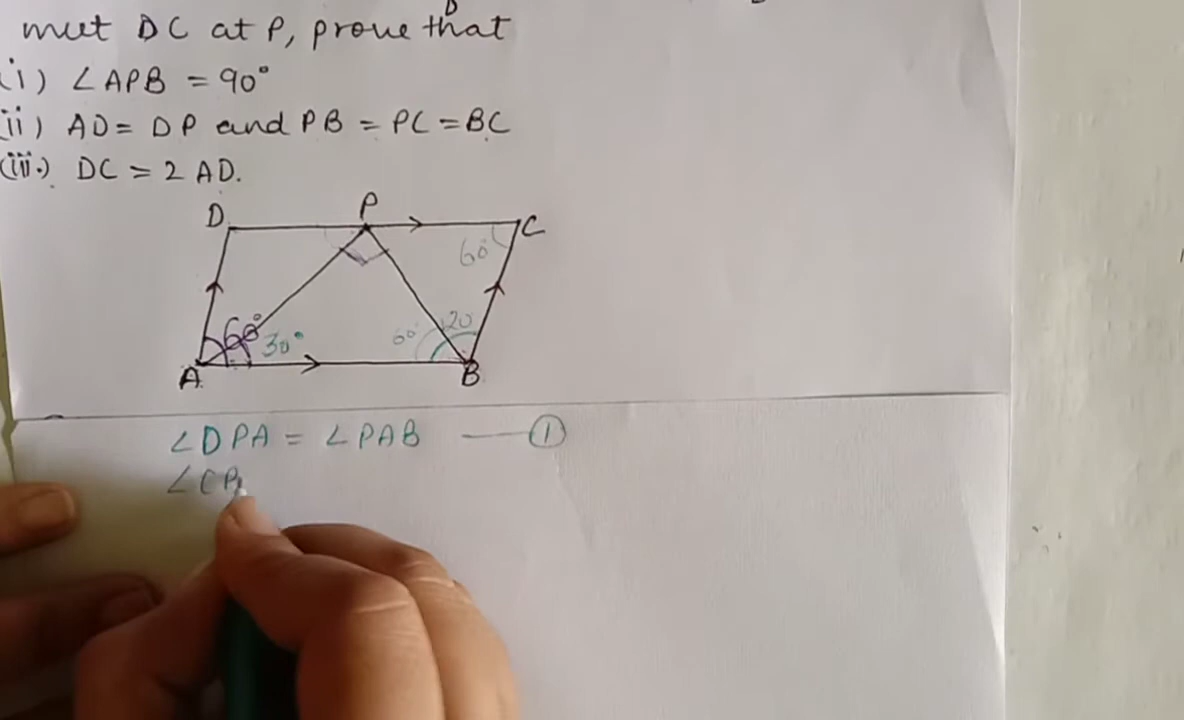 meet DC at P, prove that
(i) ∠APB = 90°
(ii) AD = DP and PB = PC = BC
(iii.) DC = 2 AD.
D P C
60°
60° 30° 60° 120°
A B
∠DPA = ∠PAB —— ①
∠CP